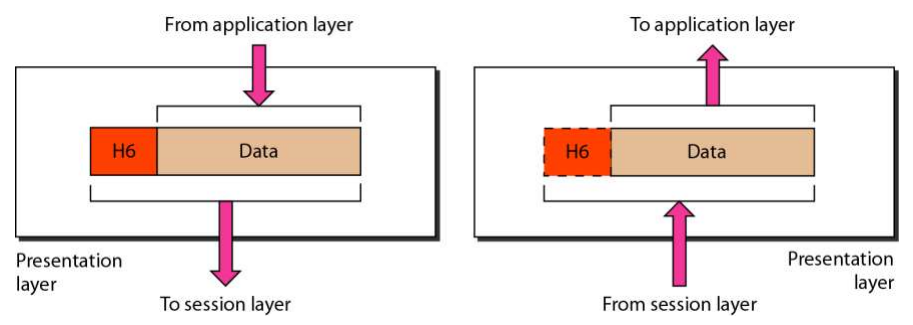 From application layer
To application layer
H6
Data
H6
Data
Presentation
layer
Presentation
layer
To session layer
From session layer